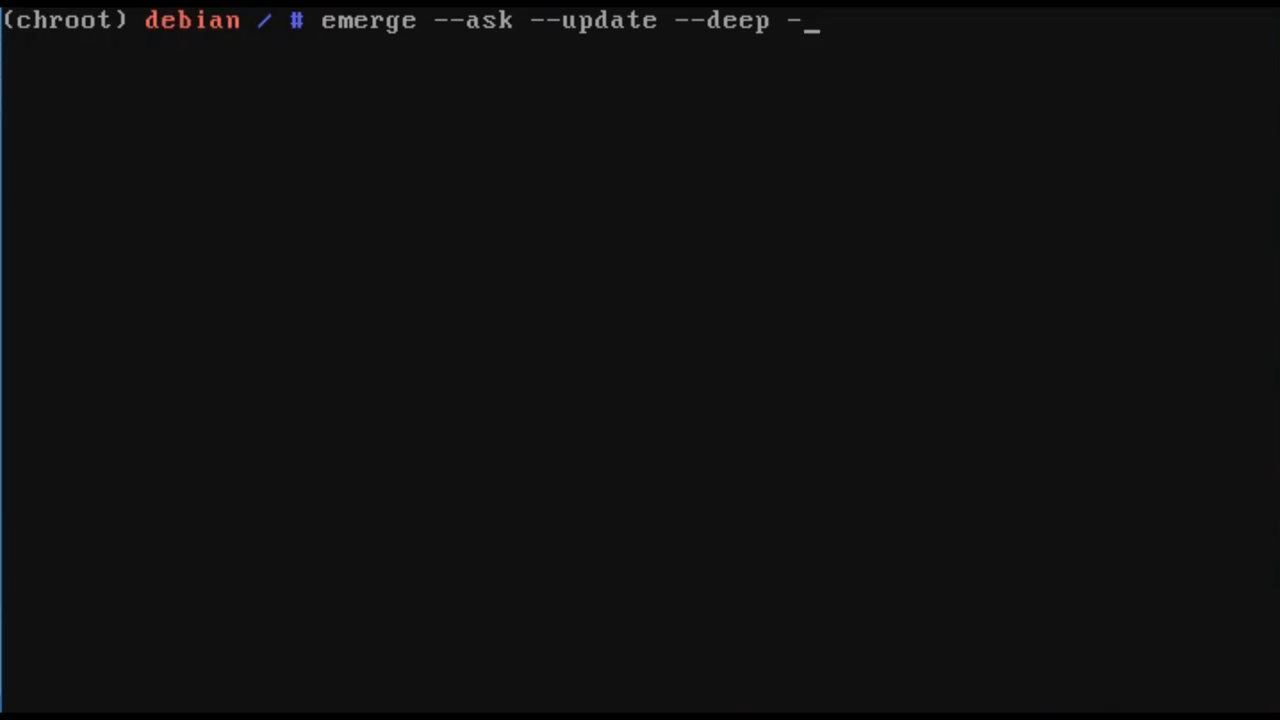 (chroot) debian / # emerge --ask --update --deep -_